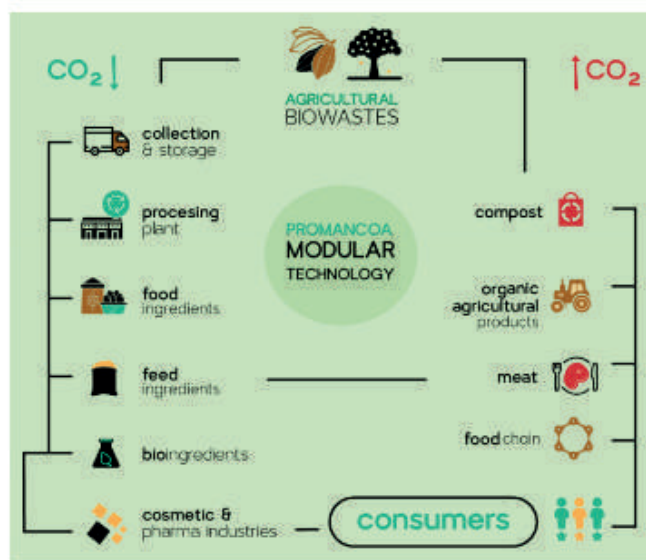 CO2↓
AGRICULTURAL
BIOWASTES
↑CO2
collection
& storage
procesing
plant
food
ingredients
feed
ingredients
bioingredients
cosmetic &
pharma industries
PROMANCOA
MODULAR
TECHNOLOGY
compost
organic
agricultural
products
meat
food chain
consumers